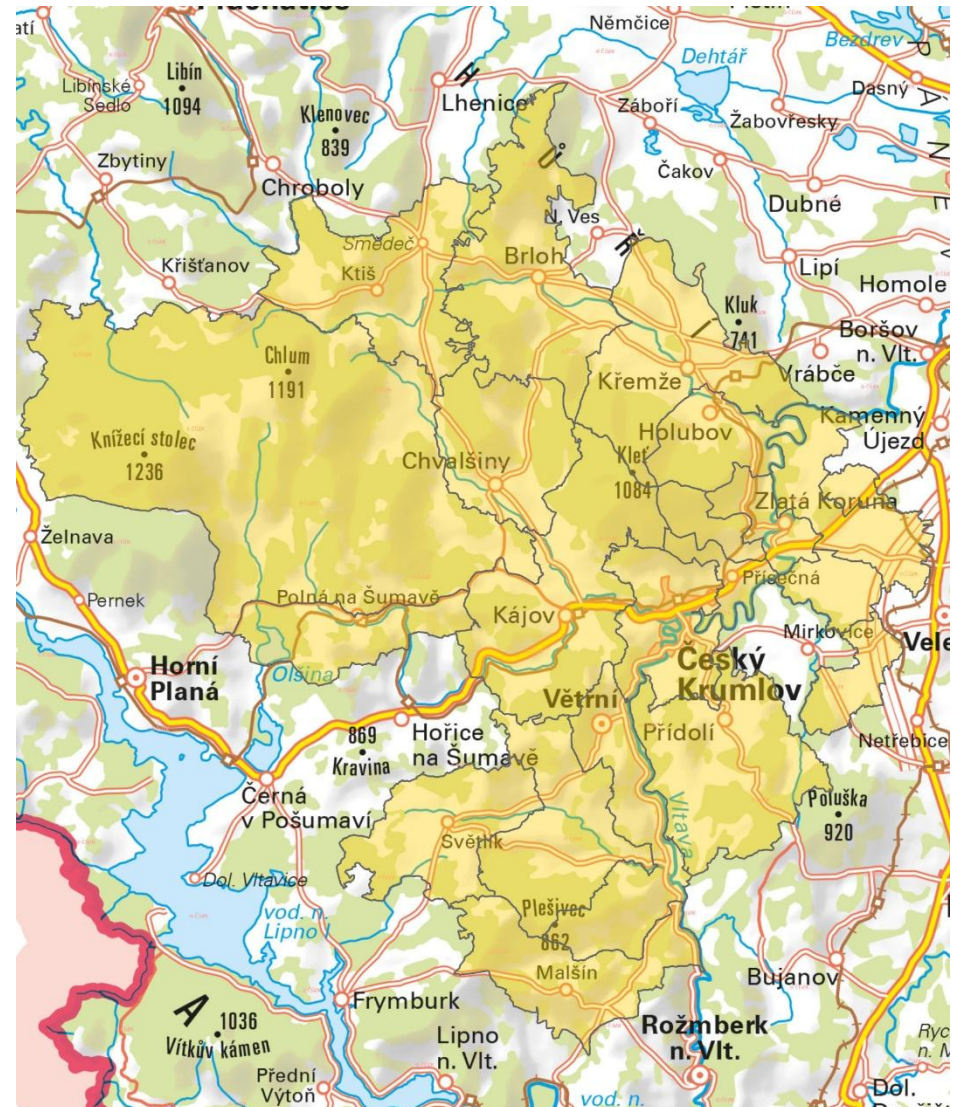 Němčice
Bezdrev
Dehtář
Libín
1094
Libínské
Sedlo
Dasný
H
Lhenice
Klenovec
839
Záboří
Žabovřesky
P
Á
N
E
V
Zbytiny
Chroboly
Ů
Čakov
Dubné
N. Ves
Ř
Smědeč
Brloh
Lipí
Křišťanov
Ktiš
Homole
Kluk
741
I
Boršov
n. Vlt.
Chlum
1191
Křemže
Vrábče
Kamenný
Újezd
Knížecí stolec
1236
Holubov
Chvalšiny
Kleť
1084
Zlatá Koruna
Želnava
Přísečná
Pernek
Polná na Šumavě
Kájov
Mirkovice
Vele
Horní
Planá
Olšina
Český
Krumlov
Větřní
Přídolí
869
Kravina
Hořice
na Šumavě
Netřebice
Černá
v Pošumaví
Vltava
Poluška
920
Světlík
Dol. Vltavice
vod. n.
Lipno I
Plešivec
862
Malšín
Bujanov
A
1036
Vítkův kámen
Frymburk
Rožmberk
n. Vlt.
Lipno
n. Vlt.
Ryc
n. M
Přední
Výtoň
vod. n.
Dol.